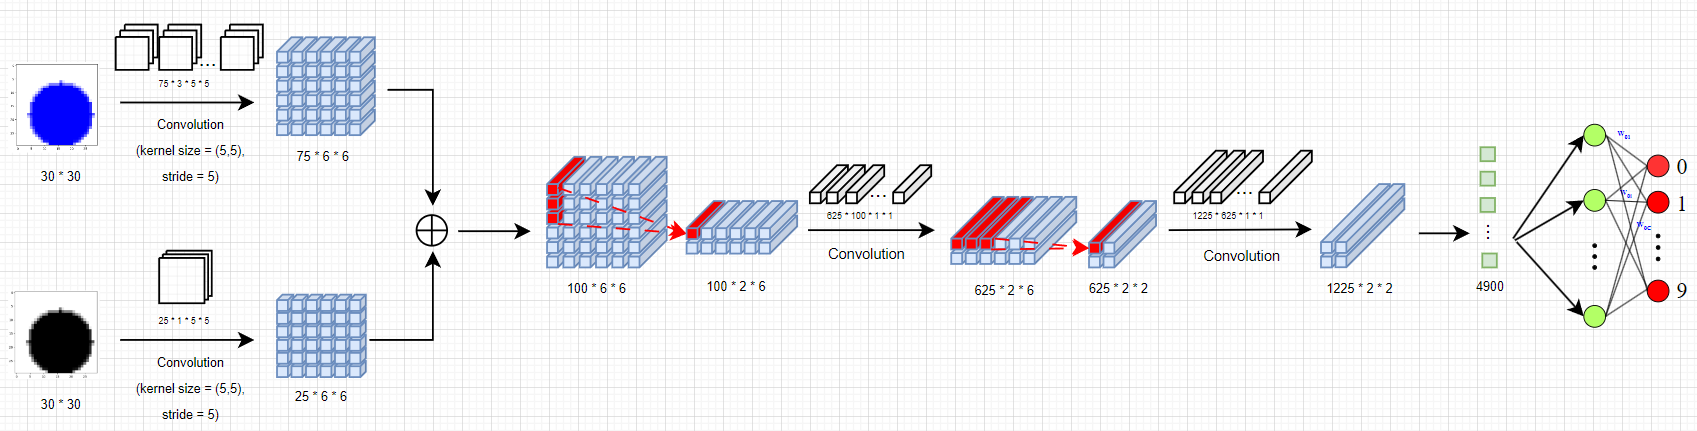 75 * 3 * 5 * 5
Convolution
(kernel size = (5,5),
stride = 5)
30 * 30
75 * 6 * 6
25 * 1 * 5 * 5
Convolution
(kernel size = (5,5),
stride = 5)
30 * 30
25 * 6 * 6
100 * 6 * 6
100 * 2 * 6
625 * 100 * 1 * 1
Convolution
625 * 2 * 6
625 * 2 * 2
1225 * 625 * 1 * 1
Convolution
1225 * 2 * 2
4900
0
1
9